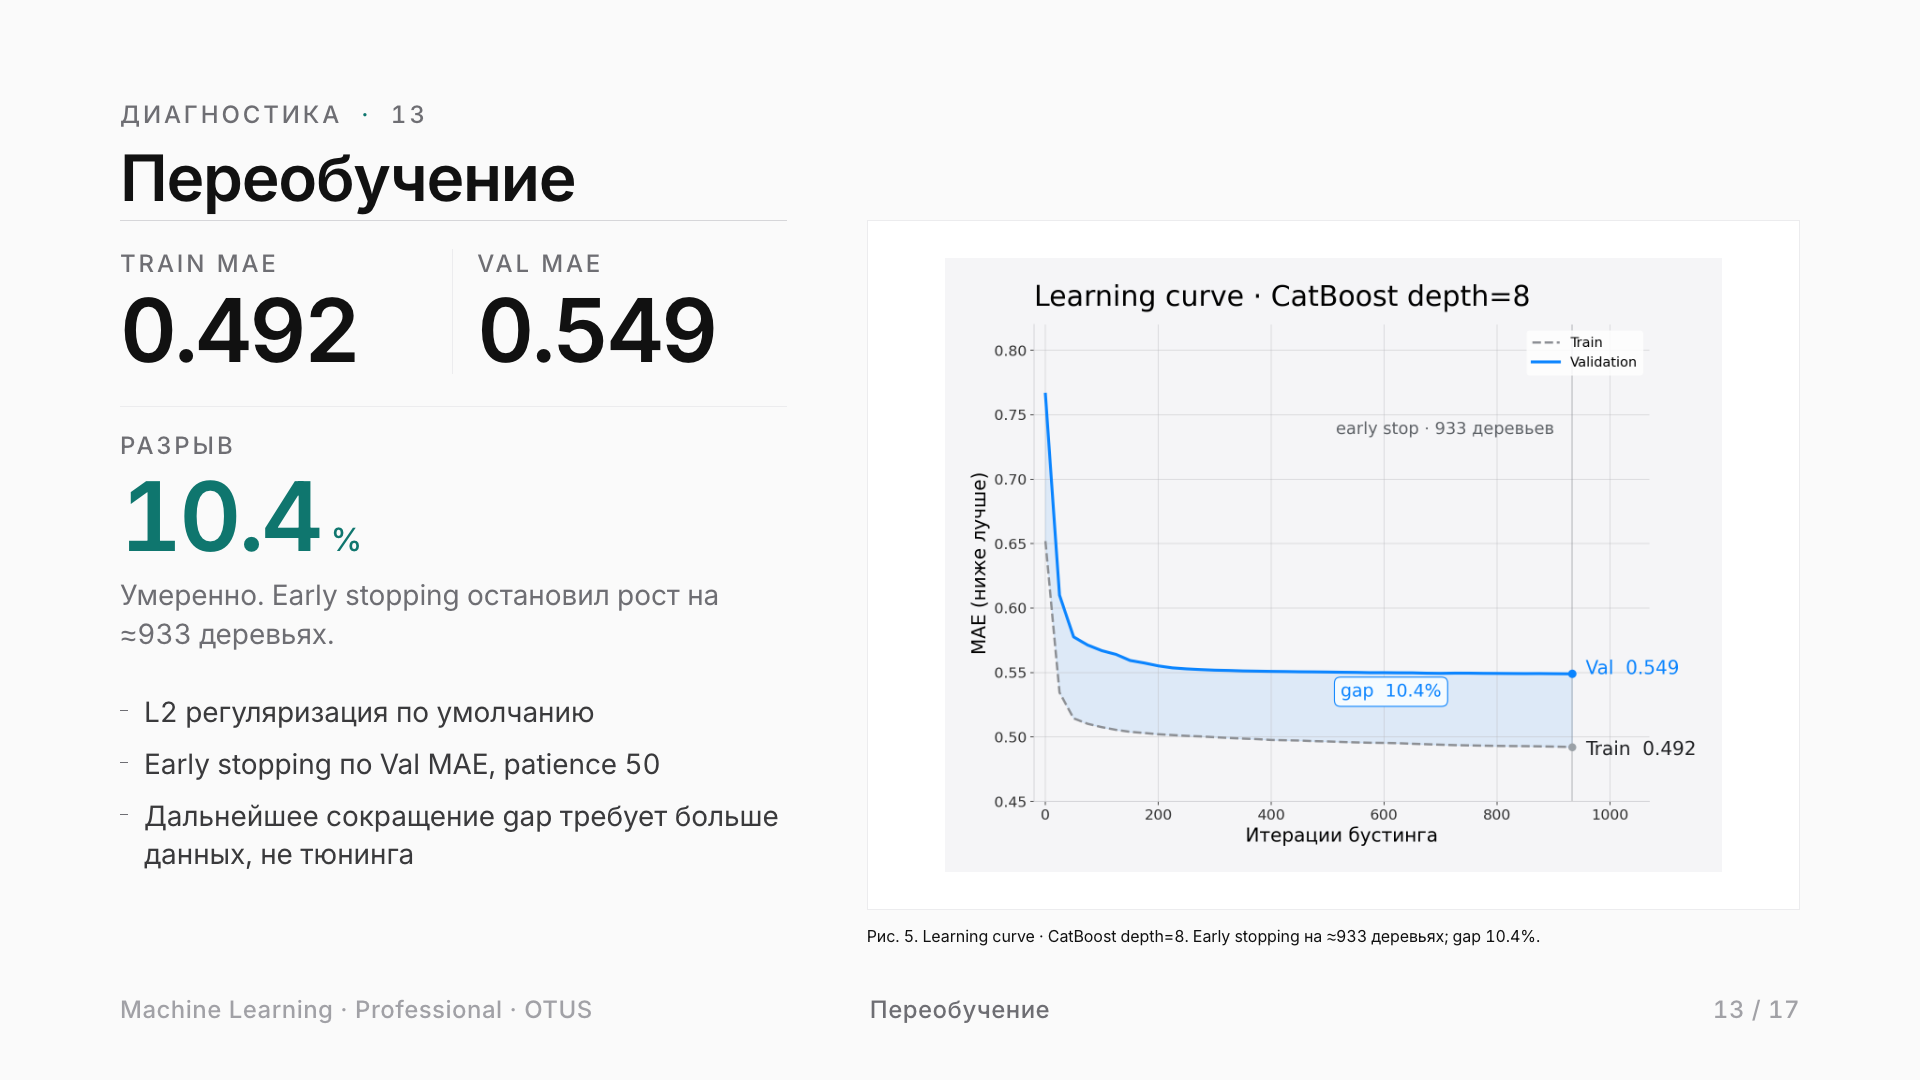 ДИАГНОСТИКА · 13
Переобучение
TRAIN MAE
0.492
VAL MAE
0.549
РАЗРЫВ
10.4 %
Умеренно. Early stopping остановил рост на
≈933 деревьях.
– L2 регуляризация по умолчанию
– Early stopping по Val MAE, patience 50
– Дальнейшее сокращение gap требует больше
данных, не тюнинга
Learning curve · CatBoost depth=8
Train
Validation
early stop · 933 деревьев
MAE (ниже лучше)
0.80
0.75
0.70
0.65
0.60
0.55
0.50
0.45
Val 0.549
gap 10.4%
Train 0.492
0 200 400 600 800 1000
Итерации бустинга
Рис. 5. Learning curve · CatBoost depth=8. Early stopping на ≈933 деревьях; gap 10.4%.
Machine Learning · Professional · OTUS
Переобучение
13 / 17